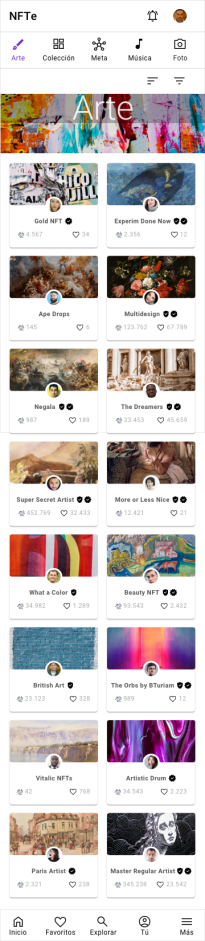 NFTe
Arte Colección Meta Música Foto
Arte
Gold NFT
4.567 34
Experim Done Now
2.356 12
Ape Drops
145 6
Multidesign
123.762 67.789
Negala
987 189
The Dreamers
33.453 45.659
Super Secret Artist
452.769 32.433
More or Less Nice
12.421 21
What a Color
34.982 1.289
Beauty NFT
93.543 2.432
British Art
23.123 328
The Orbs by BTuriam
989 12
Vitalic NFTs
42 768
Artistic Drum
34.543 2.223
Paris Artist
2.321 238
Master Regular Artist
345.238 23.542
Inicio Favoritos Explorar Tú Más